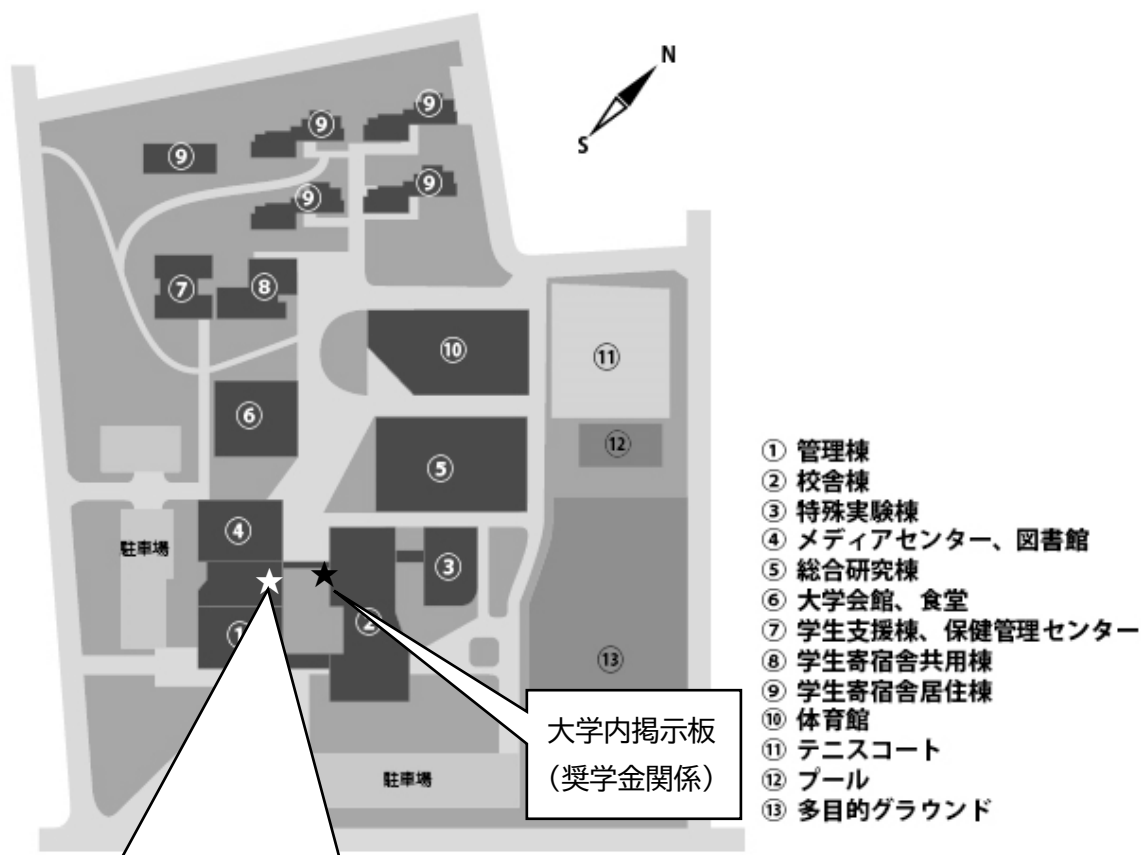 N
S
⑨
⑨
⑨
⑨
⑨
⑦
⑧
⑩
⑪
⑥
⑫
⑤
④
駐車場
③
①
②
⑬
大学内掲示板
（奨学金関係）
駐車場
① 管理棟
② 校舎棟
③ 特殊実験棟
④ メディアセンター、図書館
⑤ 総合研究棟
⑥ 大学会館、食堂
⑦ 学生支援棟、保健管理センター
⑧ 学生寄宿舎共用棟
⑨ 学生寄宿舎居住棟
⑩ 体育館
⑪ テニスコート
⑫ プール
⑬ 多目的グラウンド